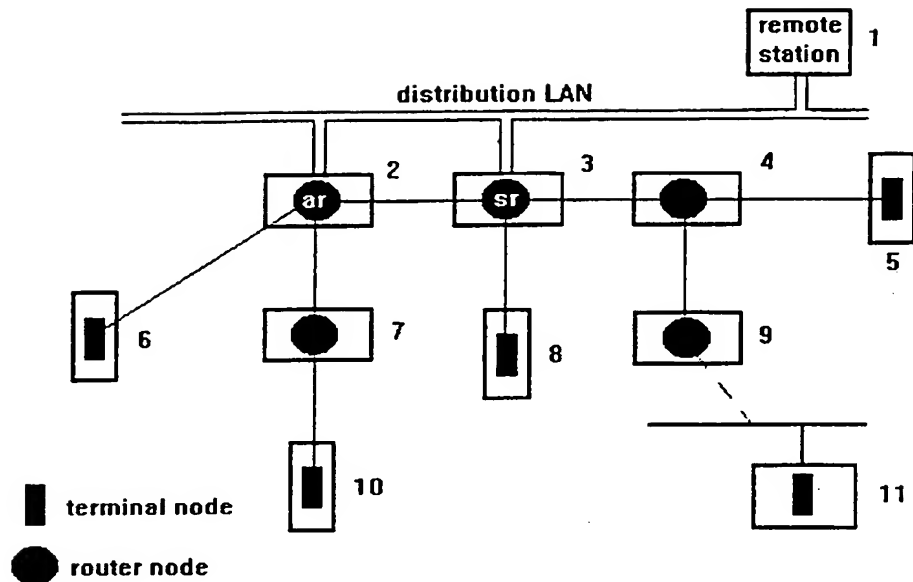 remote
station
1
distribution LAN
2
3
4
ar
sr
5
6
7
8
9
10
11
terminal node
router node